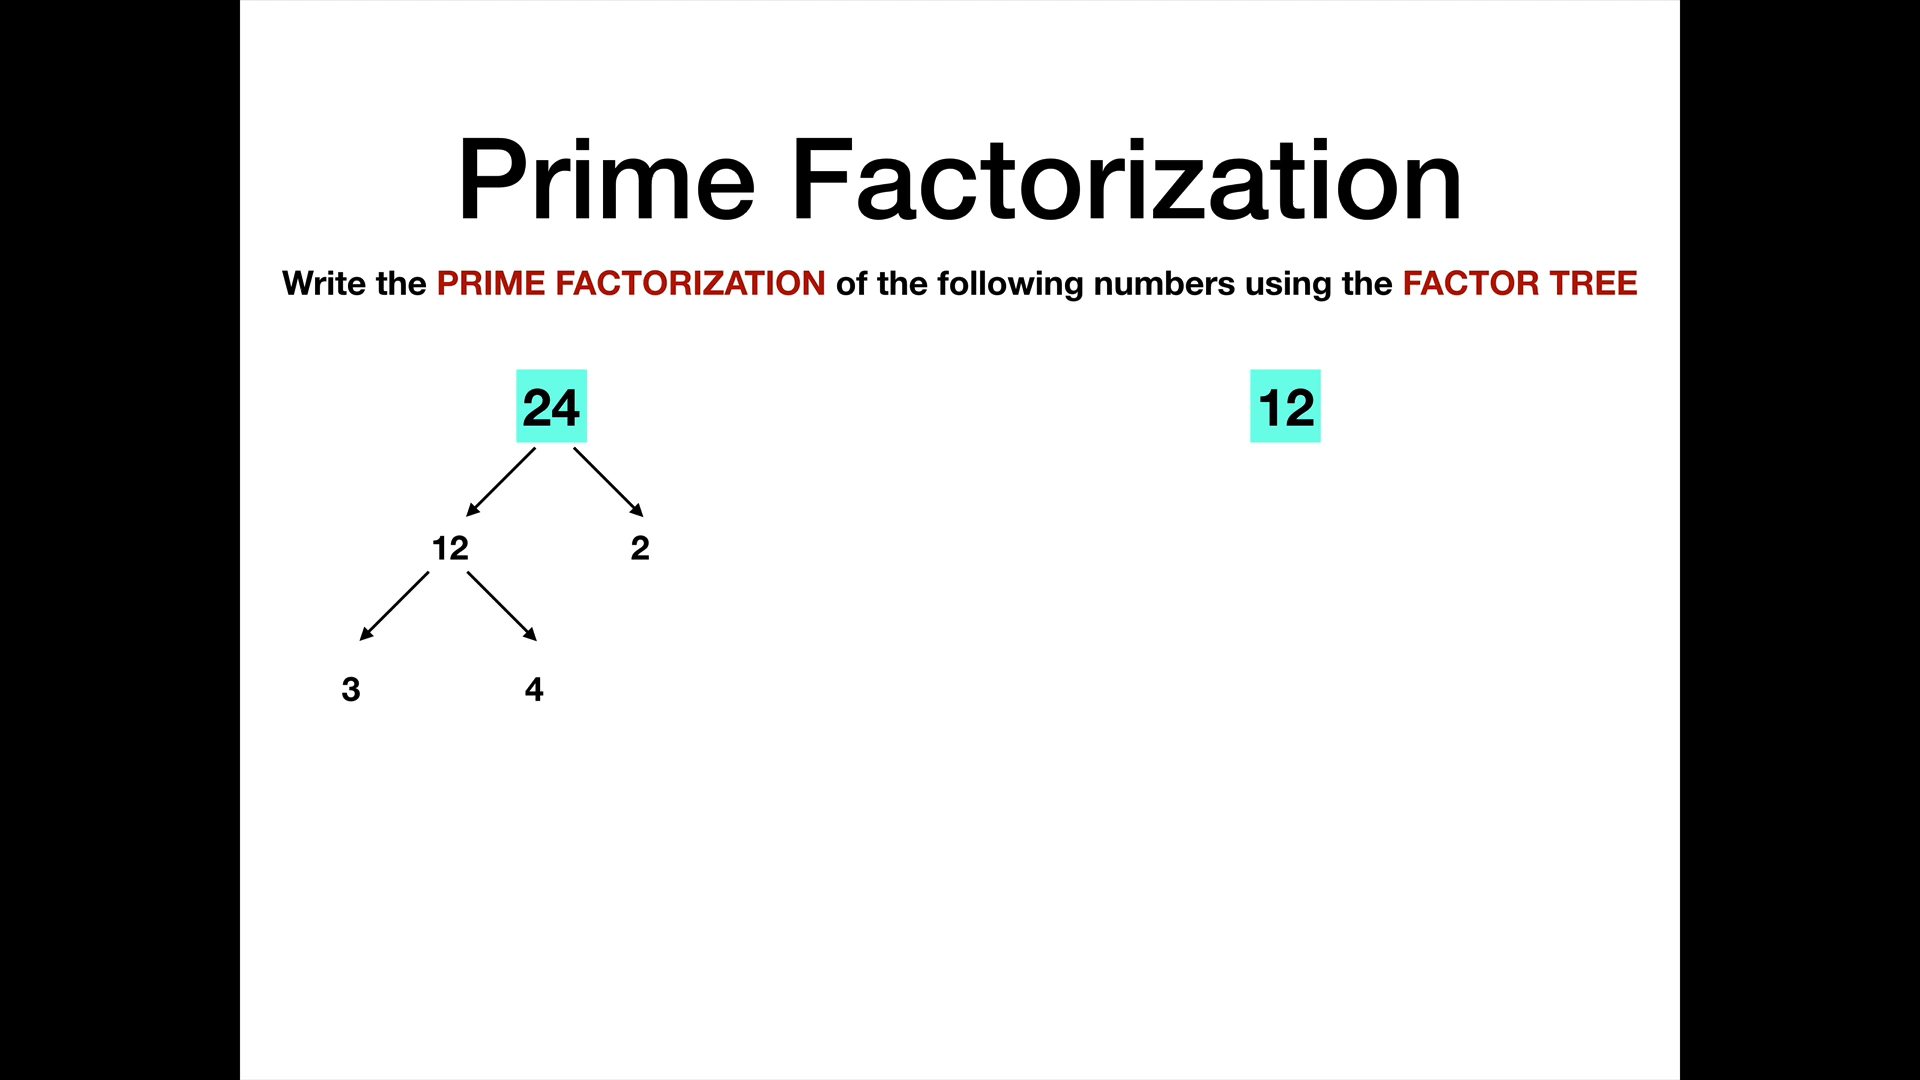 Prime Factorization
Write the PRIME FACTORIZATION of the following numbers using the FACTOR TREE
24 12
12 2
3 4